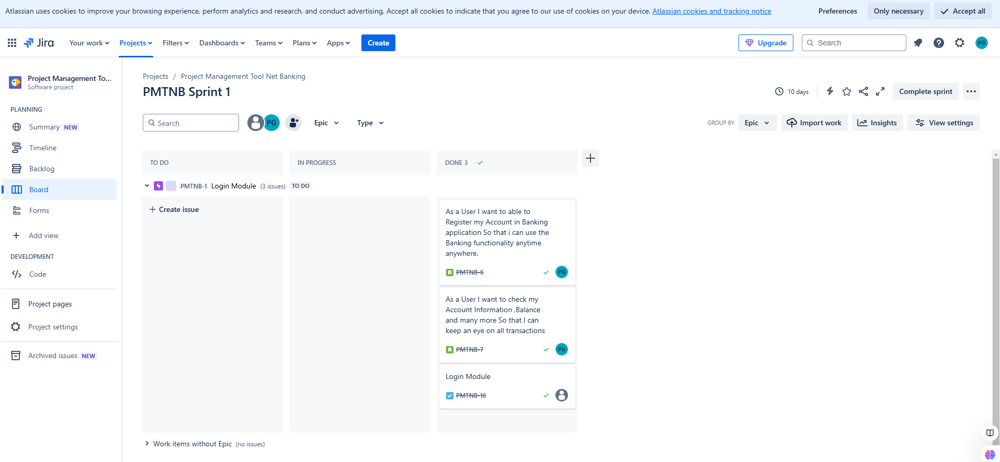 Atlassian uses cookies to improve your browsing experience, perform analytics and research, and conduct advertising. Accept all cookies to indicate that you agree to our use of cookies on your device. Atlassian cookies and tracking notice
Preferences
Only necessary
Accept all
Jira
Your work
Projects
Filters
Dashboards
Teams
Plans
Apps
Create
Upgrade
Search
PG
Project Management To...
Software project
PLANNING
Summary NEW
Timeline
Backlog
Board
Forms
Add view
DEVELOPMENT
Code
Project pages
Project settings
Archived issues NEW
Projects / Project Management Tool Net Banking
PMTNB Sprint 1
10 days
Complete sprint
Search
PG
Epic
Type
GROUP BY
Epic
Import work
Insights
View settings
TO DO
IN PROGRESS
DONE 3
PMTNB-1 Login Module (3 issues) TO DO
Create issue
As a User I want to able to
Register my Account in Banking
application So that i can use the
Banking functionality anytime
anywhere.
PMTNB-6
PG
As a User I want to check my
Account Information ,Balance
and many more So that I can
keep an eye on all transactions
PMTNB-7
PG
Login Module
PMTNB-16
Work items without Epic (no issues)